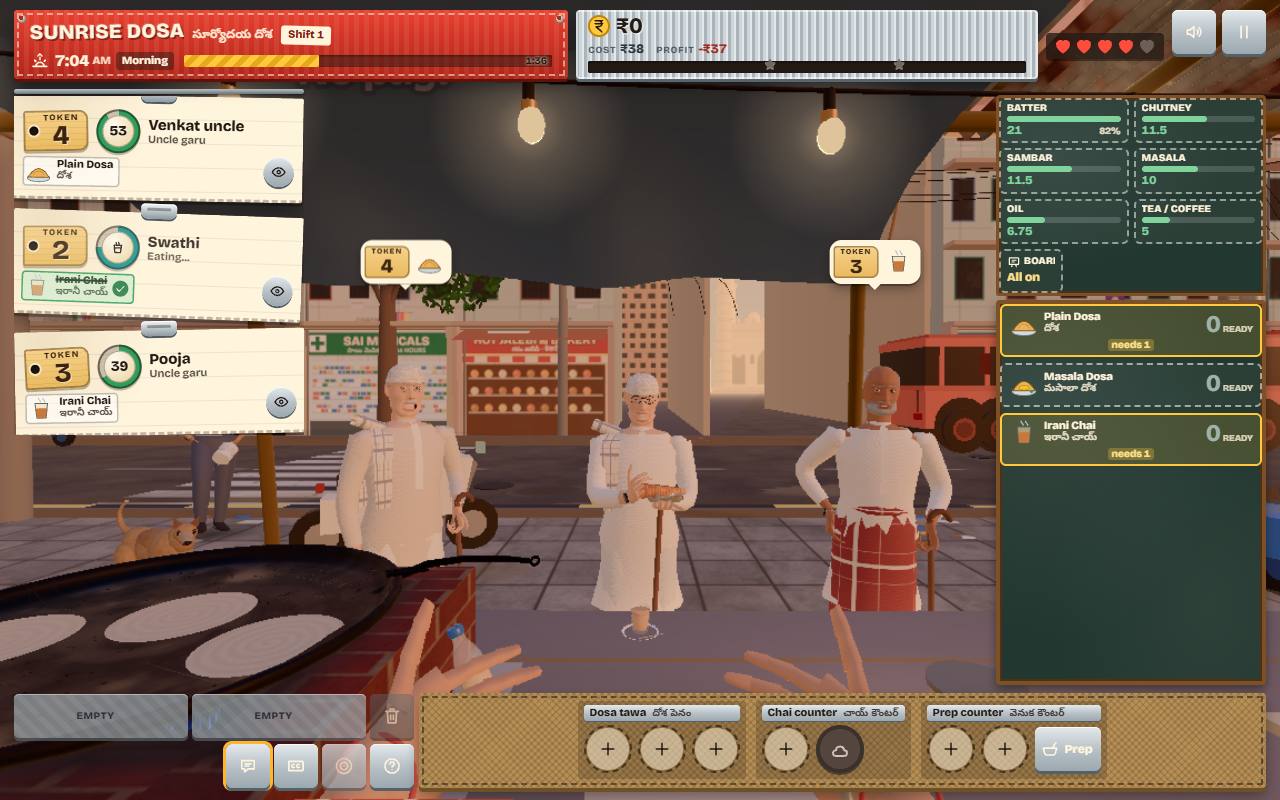 SUNRISE DOSA సూర్యోదయ దోశ Shift 1
7:04 AM Morning 1:36
₹0
COST ₹38 PROFIT -₹37
TOKEN 4 53 Venkat uncle
Uncle garu
Plain Dosa
దోశ
TOKEN 2 Swathi
Eating...
Irani Chai
ఇరానీ చాయ్
TOKEN 3 39 Pooja
Uncle garu
Irani Chai
ఇరానీ చాయ్
TOKEN 4
TOKEN 3
SAI
HOURS
BATTER
21 82%
CHUTNEY
11.5
SAMBAR
11.5
MASALA
10
OIL
6.75
TEA / COFFEE
5
BOARD
All on
Plain Dosa
దోశ
0 READY
needs 1
Masala Dosa
మసాలా దోశ
0 READY
Irani Chai
ఇరానీ చాయ్
0 READY
needs 1
EMPTY EMPTY
CC
Dosa tawa దోశ పెనం
Chai counter చాయ్ కౌంటర్
Prep counter వెనుక కౌంటర్
Prep